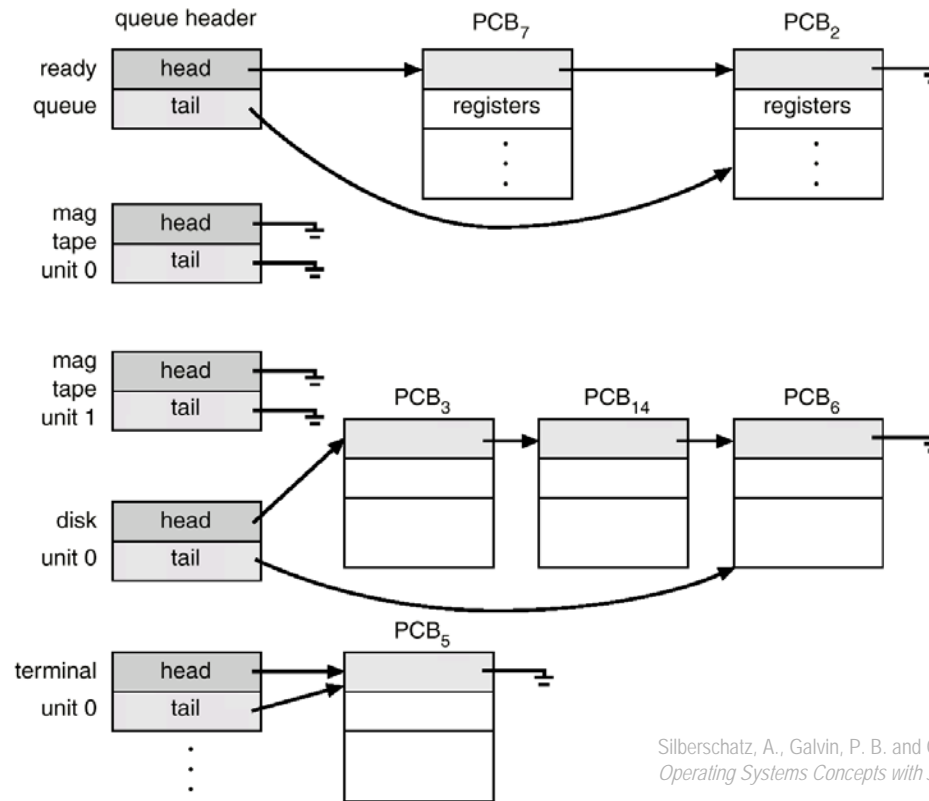 queue header
PCB7
PCB2
ready
queue
head
tail
registers
registers
mag
tape
unit 0
head
tail
mag
tape
unit 1
head
tail
PCB3
PCB14
PCB6
disk
unit 0
head
tail
PCB5
terminal
unit 0
head
tail
Silberschatz, A., Galvin, P. B. and
Operating Systems Concepts with